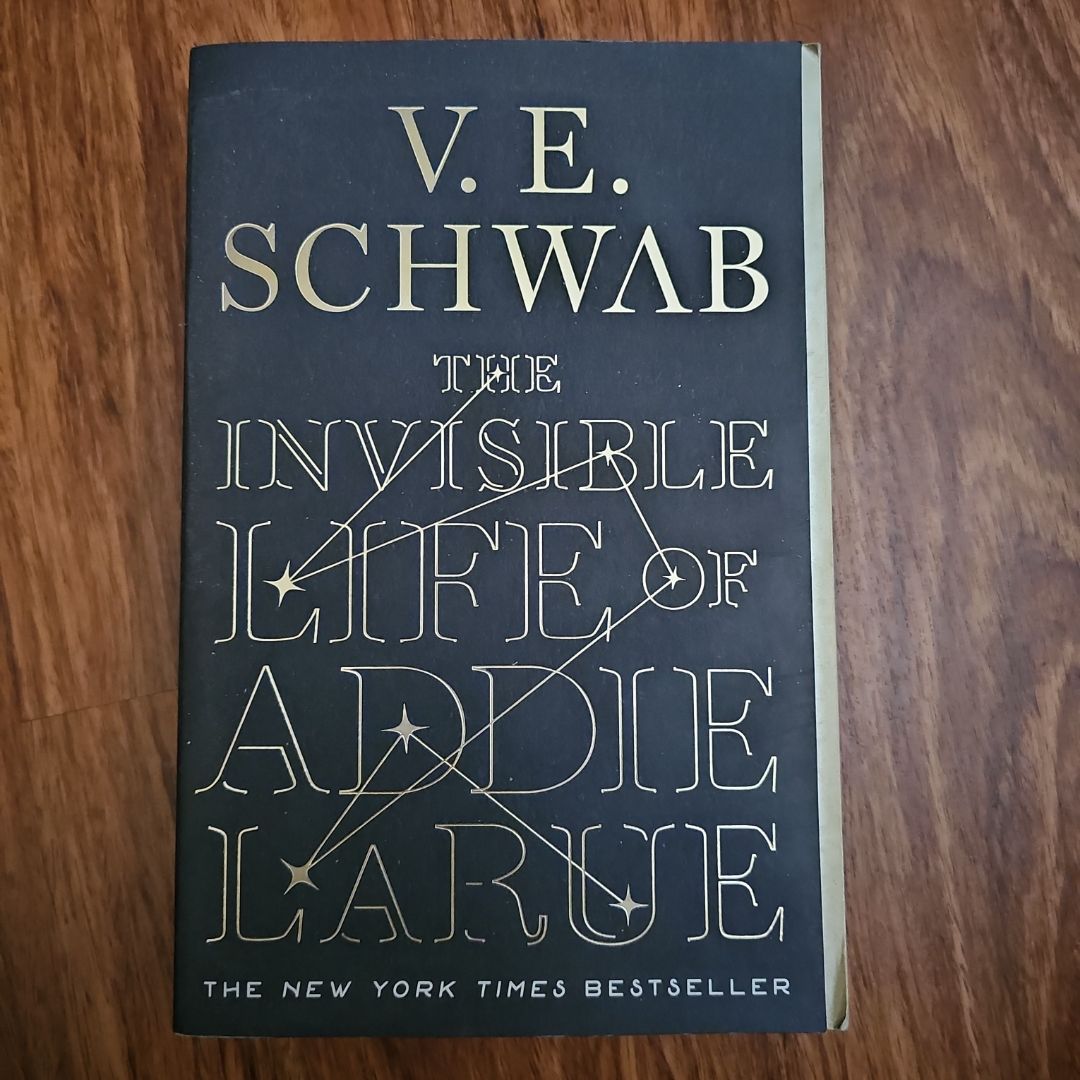 V. E.
SCHWAB
THE
INVISIBLE
LIFE OF
ADDIE
LARUE
THE NEW YORK TIMES BESTSELLER